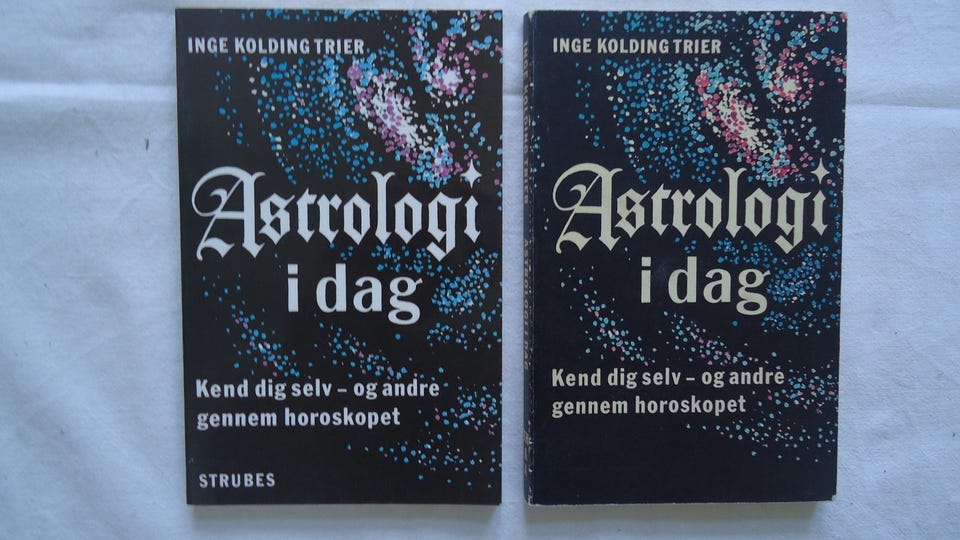 INGE KOLDING TRIER
Astrologi
i dag
Kend dig selv – og andre
gennem horoskopet
STRUBES
INGE KOLDING TRIER
Astrologi
i dag
Kend dig selv – og andre
gennem horoskopet